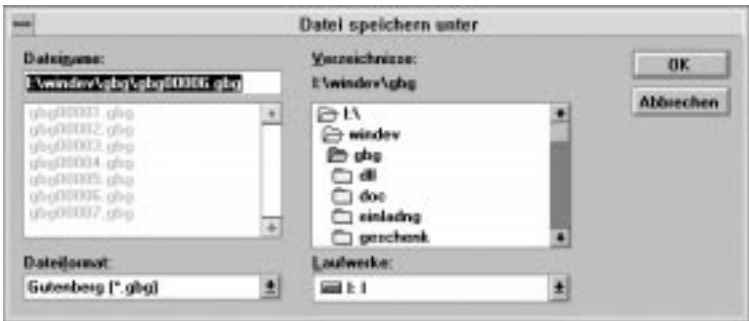 Datei speichern unter
Dateiname:
l:\windev\gbg\gbg00006.gbg
gbg00001.gbg
gbg00002.gbg
gbg00003.gbg
gbg00004.gbg
gbg00005.gbg
gbg00006.gbg
gbg00007.gbg
Dateiformat:
Gutenberg (*.gbg)
Verzeichnisse:
l:\windev\gbg
l:\
windev
gbg
dll
doc
einladng
geschenk
Laufwerke:
l: l
OK
Abbrechen